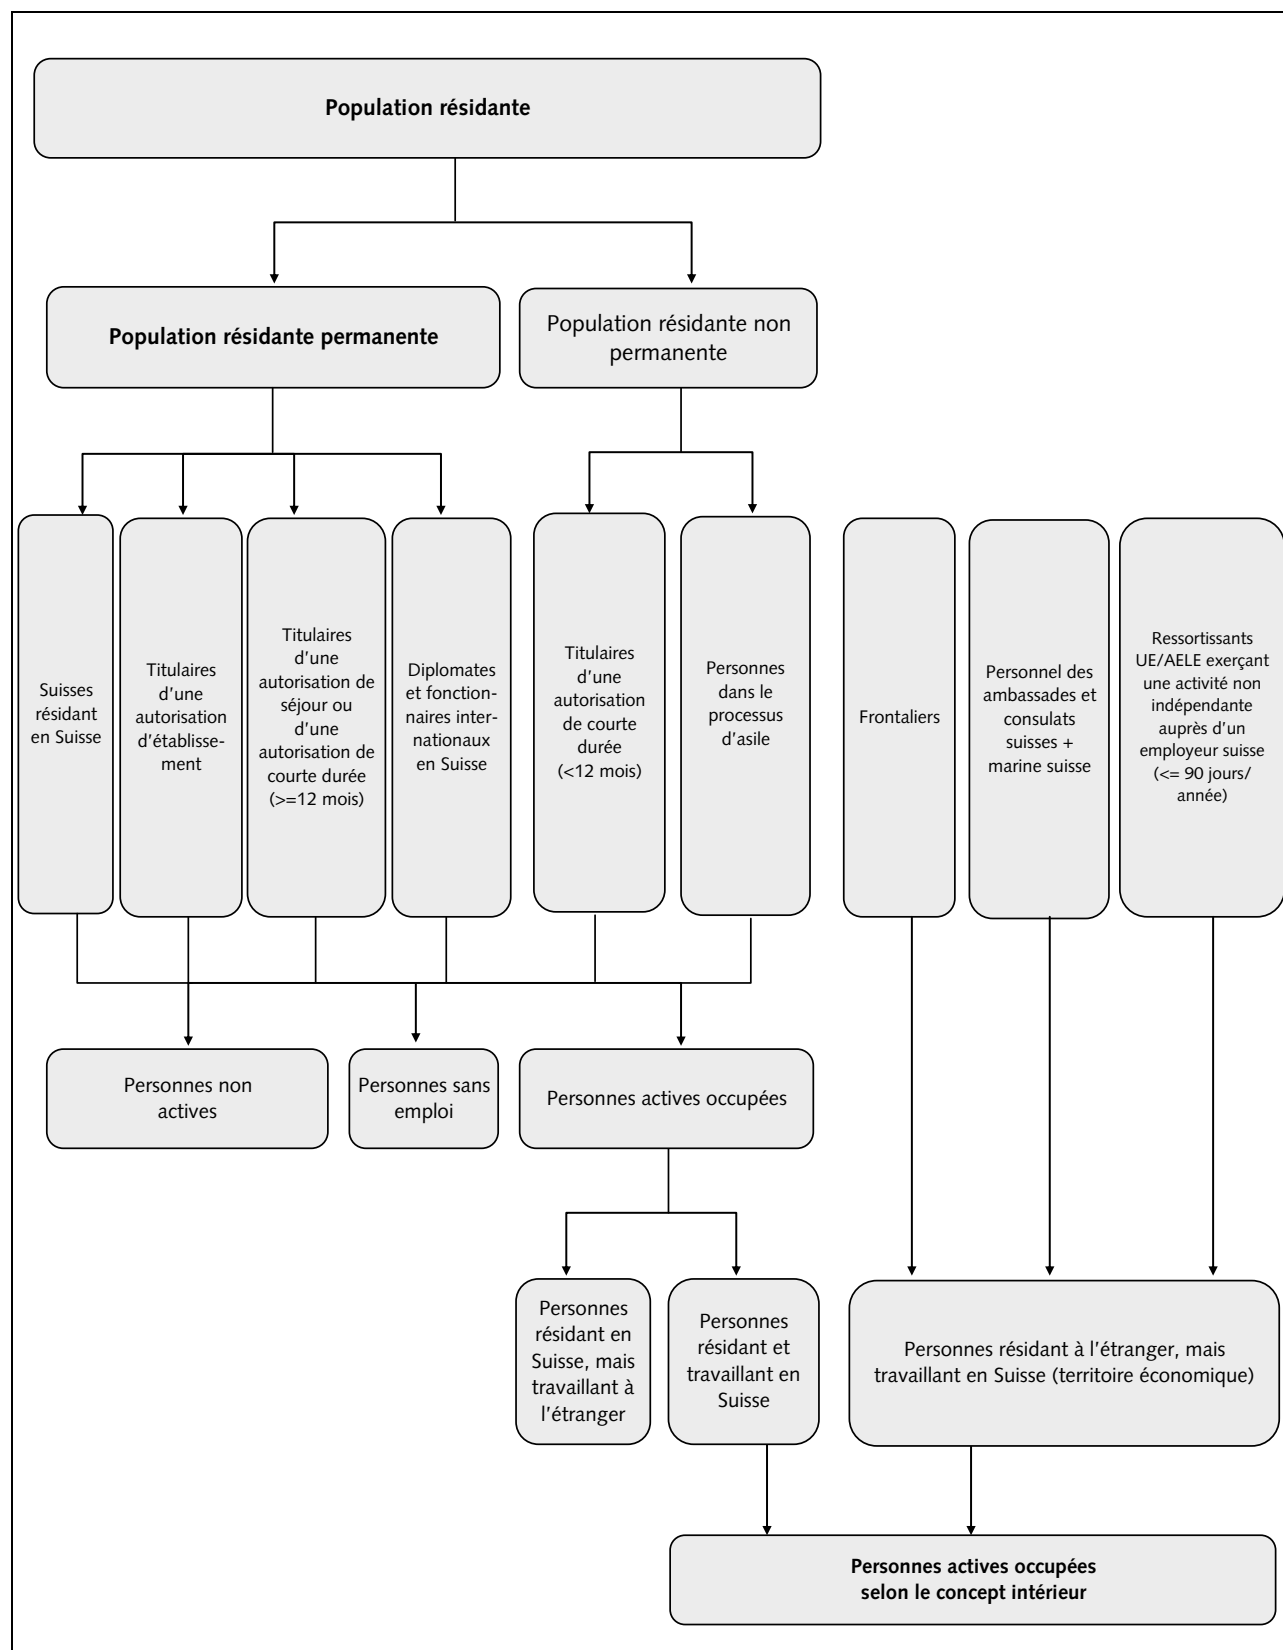 Population résidante
Population résidante permanente
Population résidante non
permanente
Suisses
résidant
en Suisse
Titulaires
d'une
autorisation
d'établisse-
ment
Titulaires
d'une
autorisation de
séjour ou
d'une
autorisation de
courte durée
(>=12 mois)
Diplomates
et fonction-
naires inter-
nationaux
en Suisse
Titulaires
d'une
autorisation
de courte
durée
(<12 mois)
Personnes
dans le
processus
d'asile
Frontaliers
Personnel des
ambassades et
consulats
suisses +
marine suisse
Ressortissants
UE/AELE exerçant
une activité non
indépendante
auprès d'un
employeur suisse
(<= 90 jours/
année)
Personnes non
actives
Personnes sans
emploi
Personnes actives occupées
Personnes
résidant en
Suisse, mais
travaillant à
l'étranger
Personnes
résidant et
travaillant en
Suisse
Personnes résidant à l'étranger, mais
travaillant en Suisse (territoire économique)
Personnes actives occupées
selon le concept intérieur